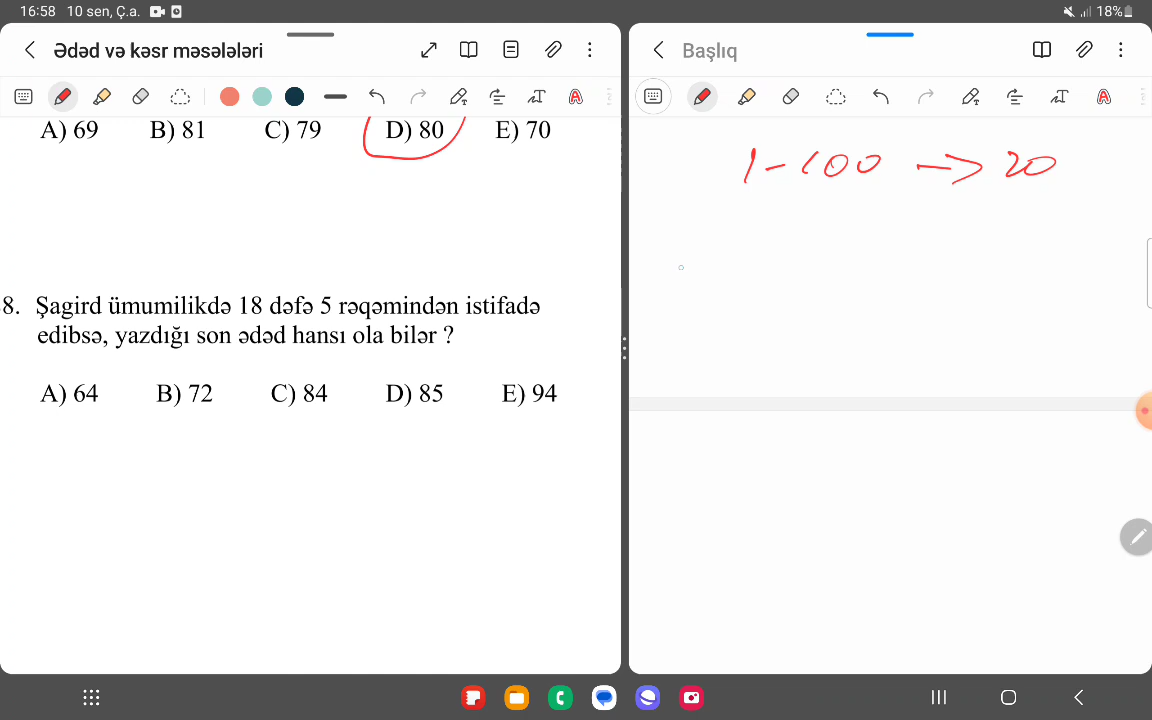 16:58 10 sen, Ç.a. 18%
Ədəd və kəsr məsələləri
Başlıq
A) 69 B) 81 C) 79 D) 80 E) 70
1 - 100 → 20
8. Şagird ümumilikdə 18 dəfə 5 rəqəmindən istifadə
edibsə, yazdığı son ədəd hansı ola bilər ?
A) 64 B) 72 C) 84 D) 85 E) 94